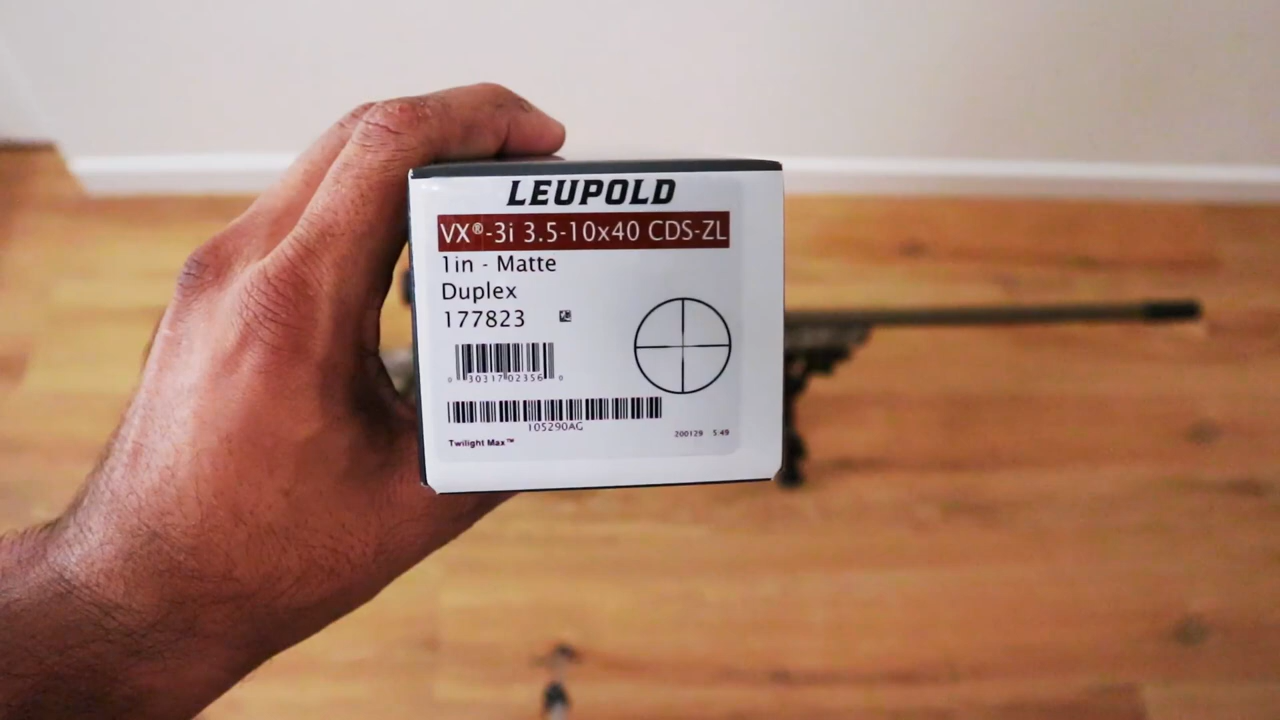 LEUPOLD
VX®-3i 3.5-10x40 CDS-ZL
1in - Matte
Duplex
177823
0 30317 02356 0
105290AG
Twilight Max™ 200129 5:49